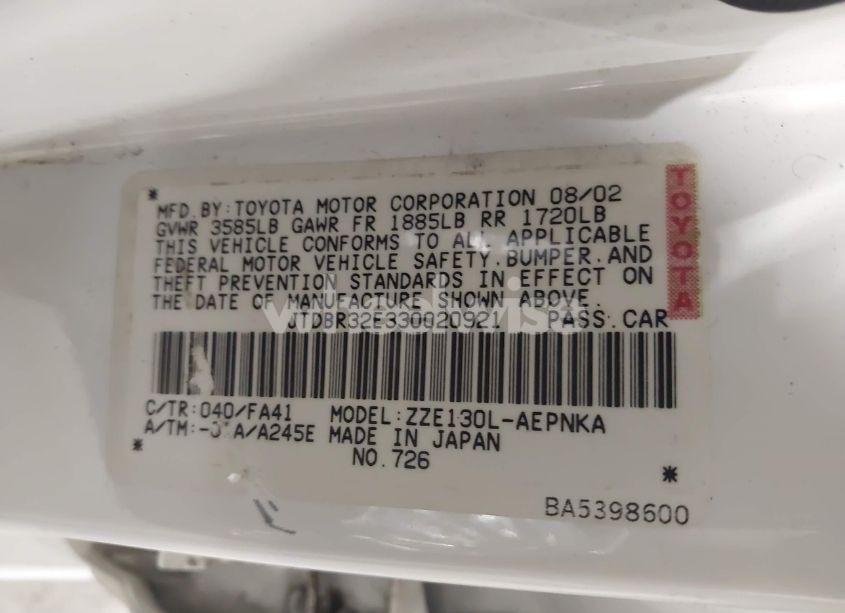 MFD. BY: TOYOTA MOTOR CORPORATION 08/02
GVWR 3585LB GAWR FR 1885LB RR 1720LB
THIS VEHICLE CONFORMS TO ALL APPLICABLE
FEDERAL MOTOR VEHICLE SAFETY. BUMPER. AND
THEFT PREVENTION STANDARDS IN EFFECT ON
THE DATE OF MANUFACTURE SHOWN ABOVE.
JTDBR32E330020921 PASS. CAR
C/TR: 040/FA41 MODEL: ZZE130L-AEPNKA
A/TM: A/A245E MADE IN JAPAN
NO. 726
BA5398600
TOYOTA